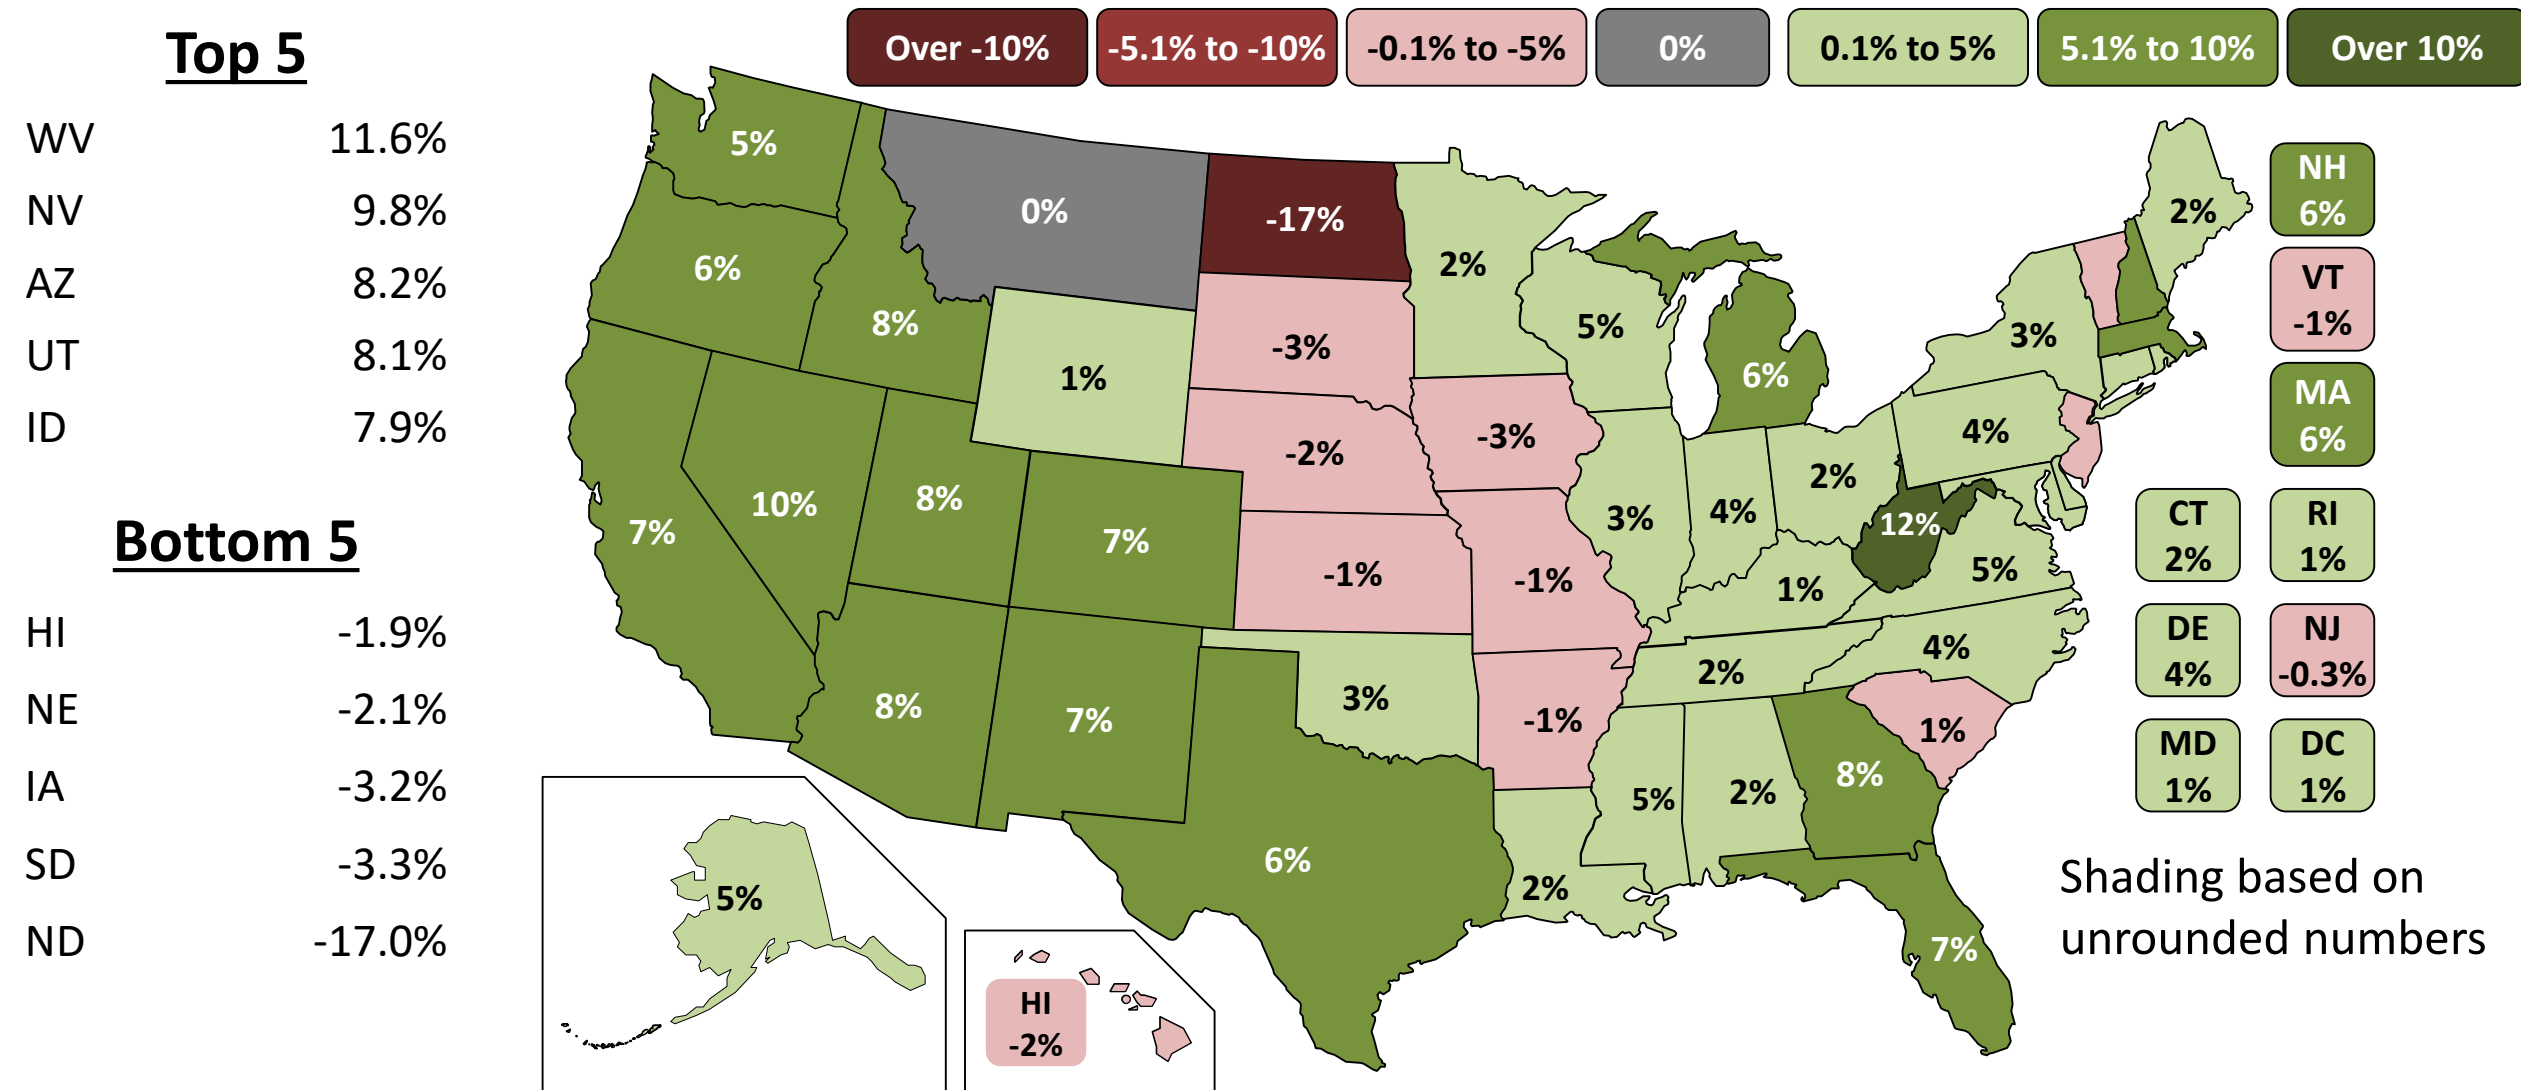 Top 5
WV 11.6%
NV 9.8%
AZ 8.2%
UT 8.1%
ID 7.9%
Bottom 5
HI -1.9%
NE -2.1%
IA -3.2%
SD -3.3%
ND -17.0%
Over -10%
-5.1% to -10%
-0.1% to -5%
0%
0.1% to 5%
5.1% to 10%
Over 10%
5%
0%
-17%
2%
2%
6%
8%
-3%
5%
3%
1%
6%
-2%
-3%
4%
7%
10%
8%
7%
-1%
-1%
3%
4%
2%
12%
5%
1%
8%
7%
3%
-1%
2%
4%
1%
6%
2%
5%
2%
8%
7%
5%
HI
-2%
NH
6%
VT
-1%
MA
6%
CT
2%
RI
1%
DE
4%
NJ
-0.3%
MD
1%
DC
1%
Shading based on
unrounded numbers